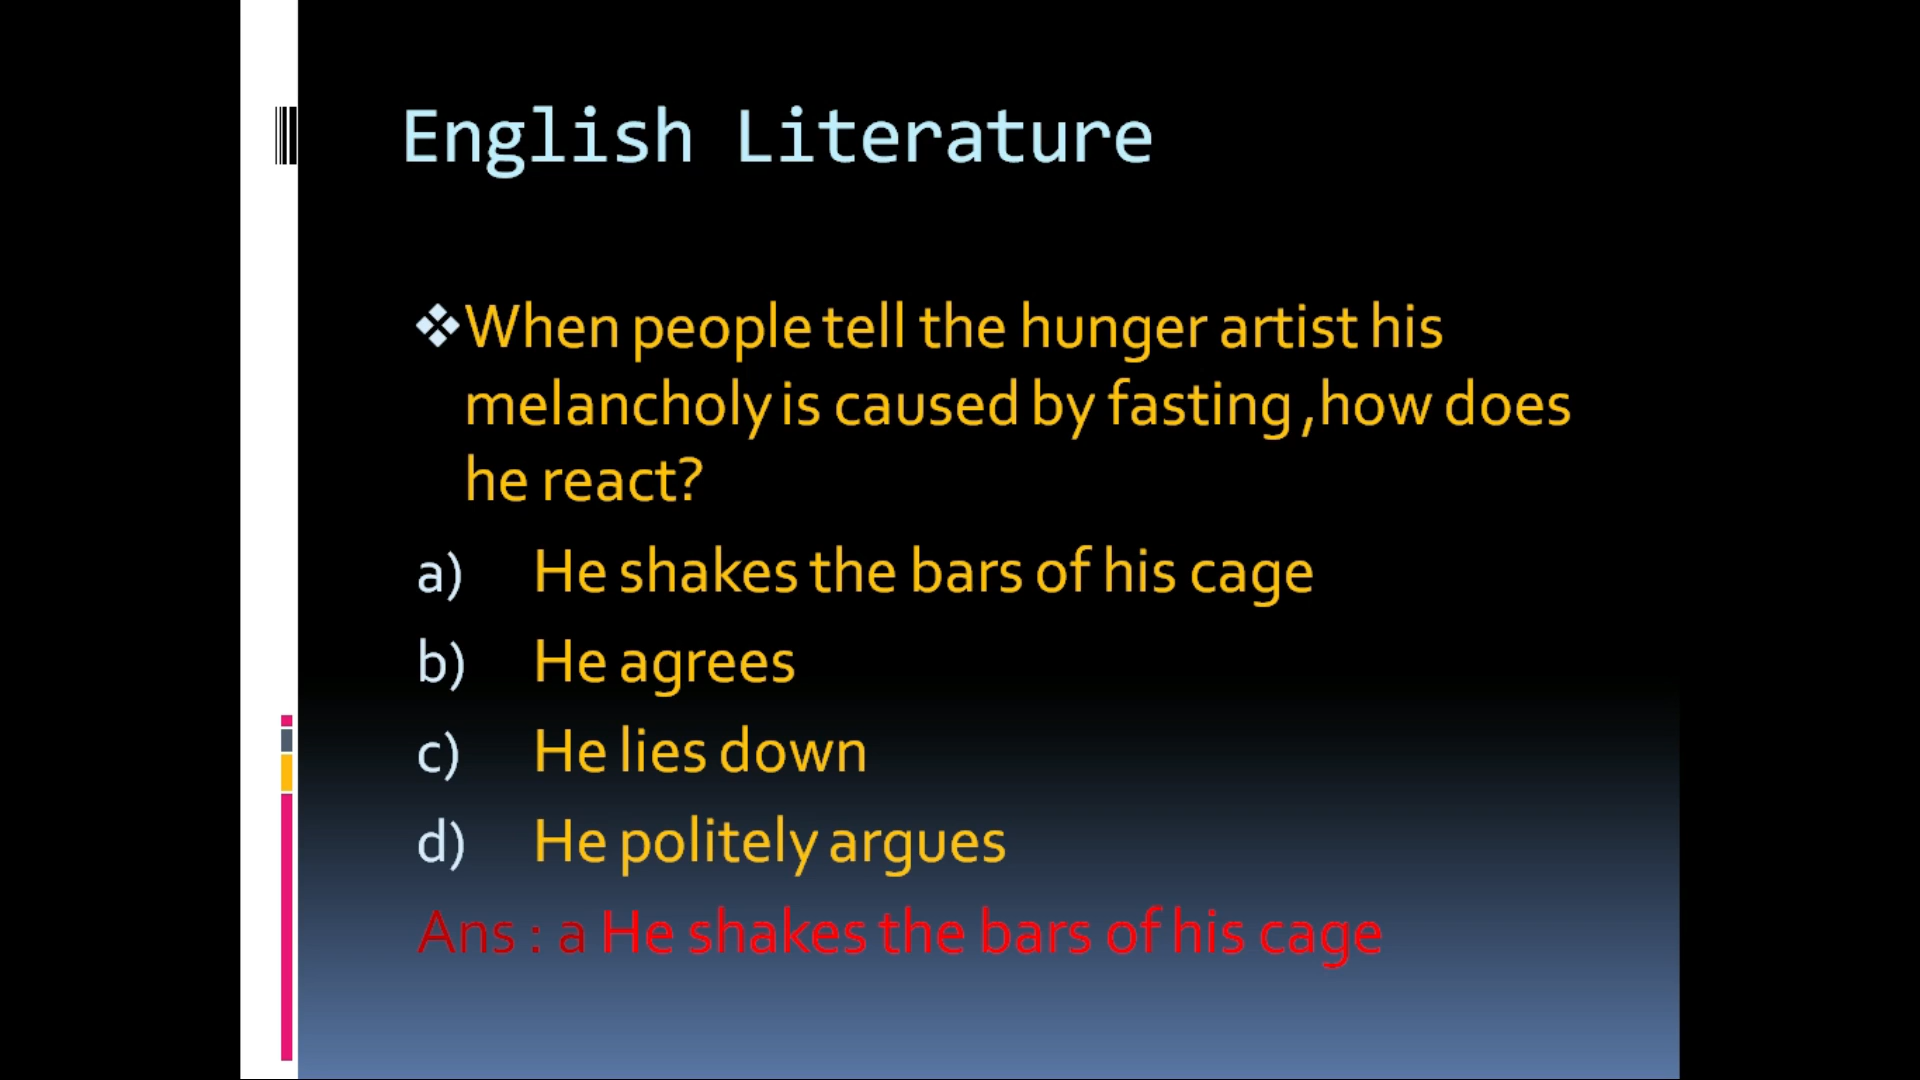 English Literature
❖When people tell the hunger artist his
melancholy is caused by fasting ,how does
he react?
a) He shakes the bars of his cage
b) He agrees
c) He lies down
d) He politely argues
Ans : a He shakes the bars of his cage